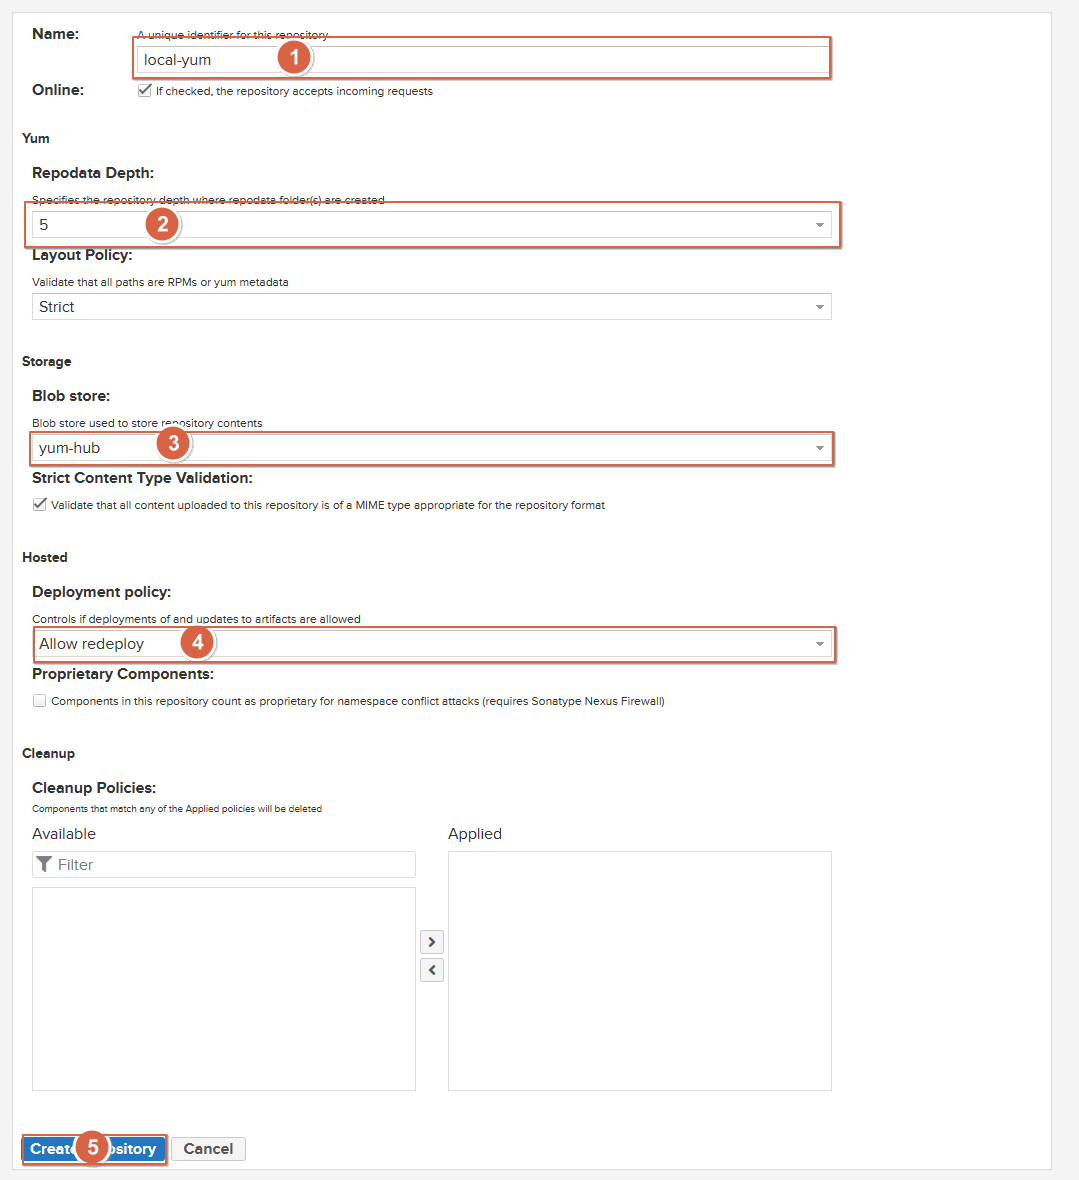 Name:
A unique identifier for this repository
local-yum
1
Online:
If checked, the repository accepts incoming requests
Yum
Repodata Depth:
Specifies the repository depth where repodata folder(s) are created
5
2
Layout Policy:
Validate that all paths are RPMs or yum metadata
Strict
Storage
Blob store:
Blob store used to store repository contents
yum-hub
3
Strict Content Type Validation:
Validate that all content uploaded to this repository is of a MIME type appropriate for the repository format
Hosted
Deployment policy:
Controls if deployments of and updates to artifacts are allowed
Allow redeploy
4
Proprietary Components:
Components in this repository count as proprietary for namespace conflict attacks (requires Sonatype Nexus Firewall)
Cleanup
Cleanup Policies:
Components that match any of the Applied policies will be deleted
Available
Applied
Filter
Create repository
5
Cancel